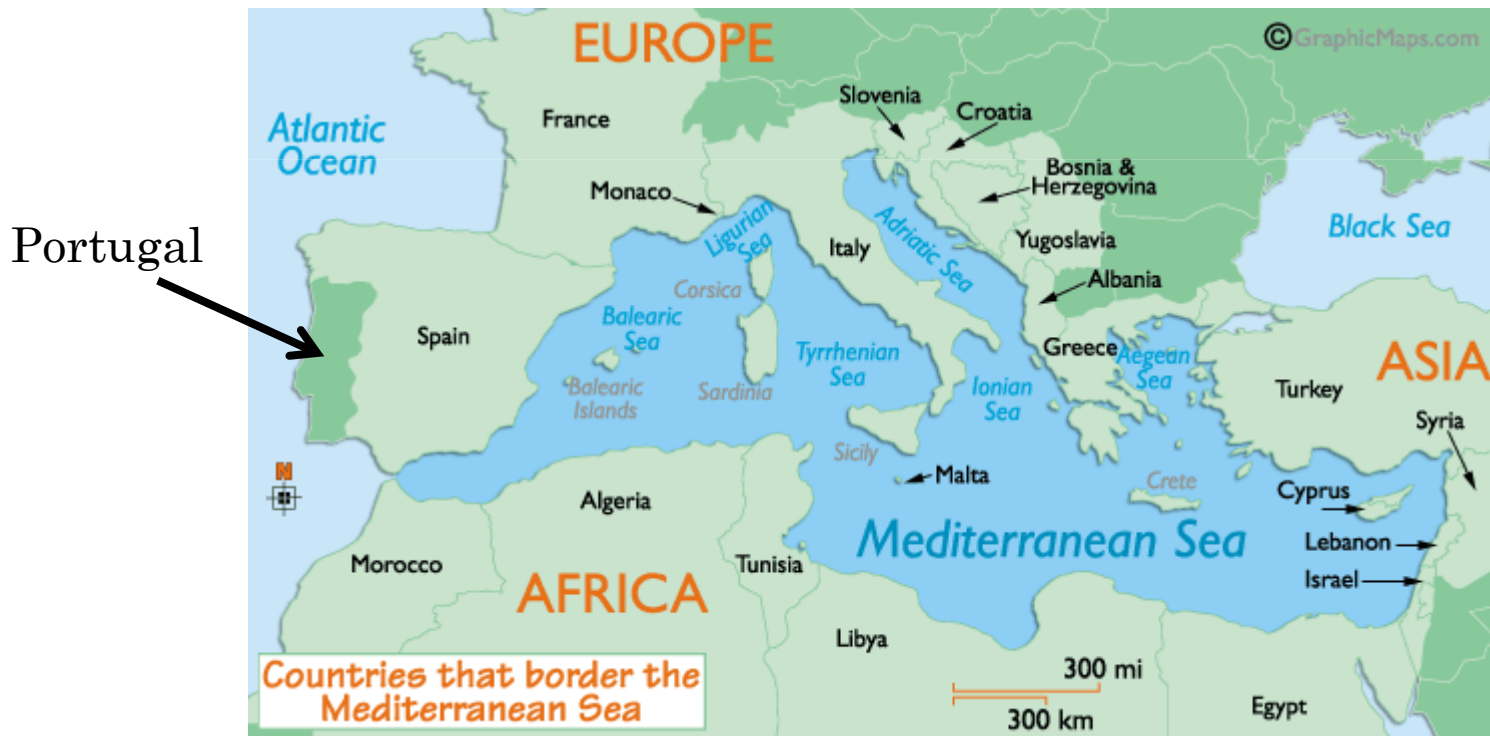 EUROPE
©GraphicMaps.com
Slovenia
Croatia
France
Atlantic
Ocean
Bosnia &
Herzegovina
Monaco
Ligurian
Sea
Adriatic Sea
Black Sea
Portugal
Italy
Yugoslavia
Albania
Corsica
Spain
Balearic
Sea
Tyrrhenian
Sea
Greece
Aegean
Sea
ASIA
Balearic
Islands
Sardinia
Ionian
Sea
Turkey
Syria
Sicily
N
Malta
Crete
Cyprus
Algeria
Mediterranean Sea
Lebanon
Morocco
Tunisia
Israel
AFRICA
Libya
Countries that border the
Mediterranean Sea
300 mi
300 km
Egypt